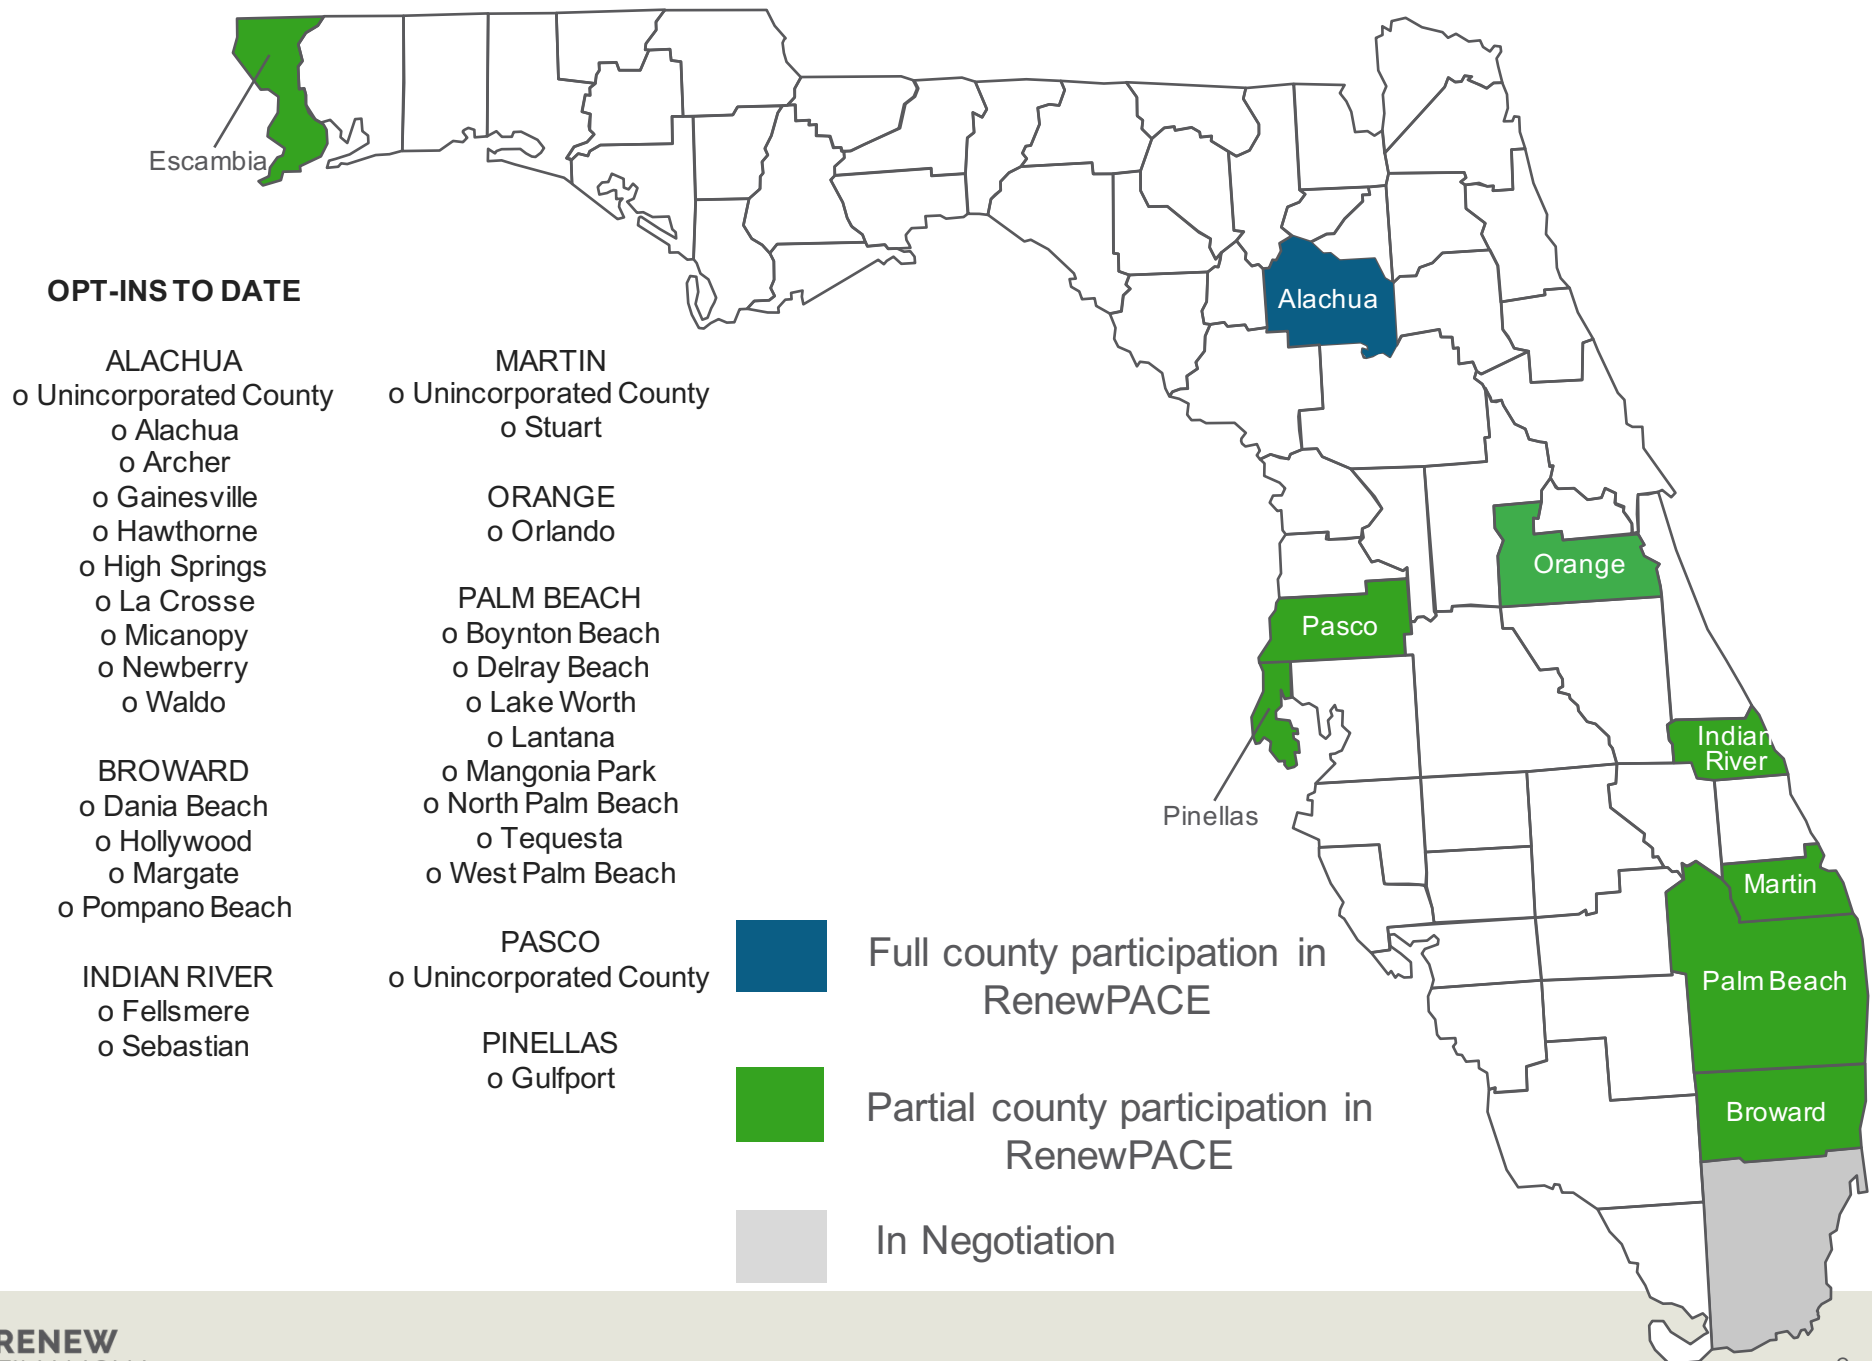 Escambia
Alachua
Orange
Pasco
Pinellas
Indian
River
Martin
Palm Beach
Broward
OPT-INS TO DATE
ALACHUA
o Unincorporated County
o Alachua
o Archer
o Gainesville
o Hawthorne
o High Springs
o La Crosse
o Micanopy
o Newberry
o Waldo
BROWARD
o Dania Beach
o Hollywood
o Margate
o Pompano Beach
INDIAN RIVER
o Fellsmere
o Sebastian
MARTIN
o Unincorporated County
o Stuart
ORANGE
o Orlando
PALM BEACH
o Boynton Beach
o Delray Beach
o Lake Worth
o Lantana
o Mangonia Park
o North Palm Beach
o Tequesta
o West Palm Beach
PASCO
o Unincorporated County
PINELLAS
o Gulfport
Full county participation in
RenewPACE
Partial county participation in
RenewPACE
In Negotiation
RENEW